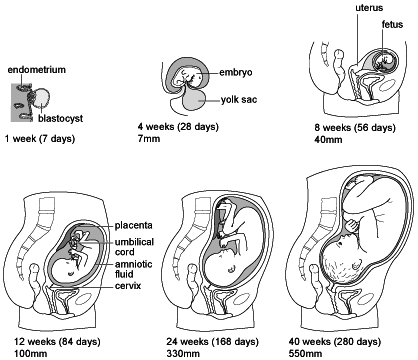 endometrium
blastocyst
1 week (7 days)
embryo
yolk sac
4 weeks (28 days)
7mm
uterus
fetus
8 weeks (56 days)
40mm
placenta
umbilical
cord
amniotic
fluid
cervix
12 weeks (84 days)
100mm
24 weeks (168 days)
330mm
40 weeks (280 days)
550mm